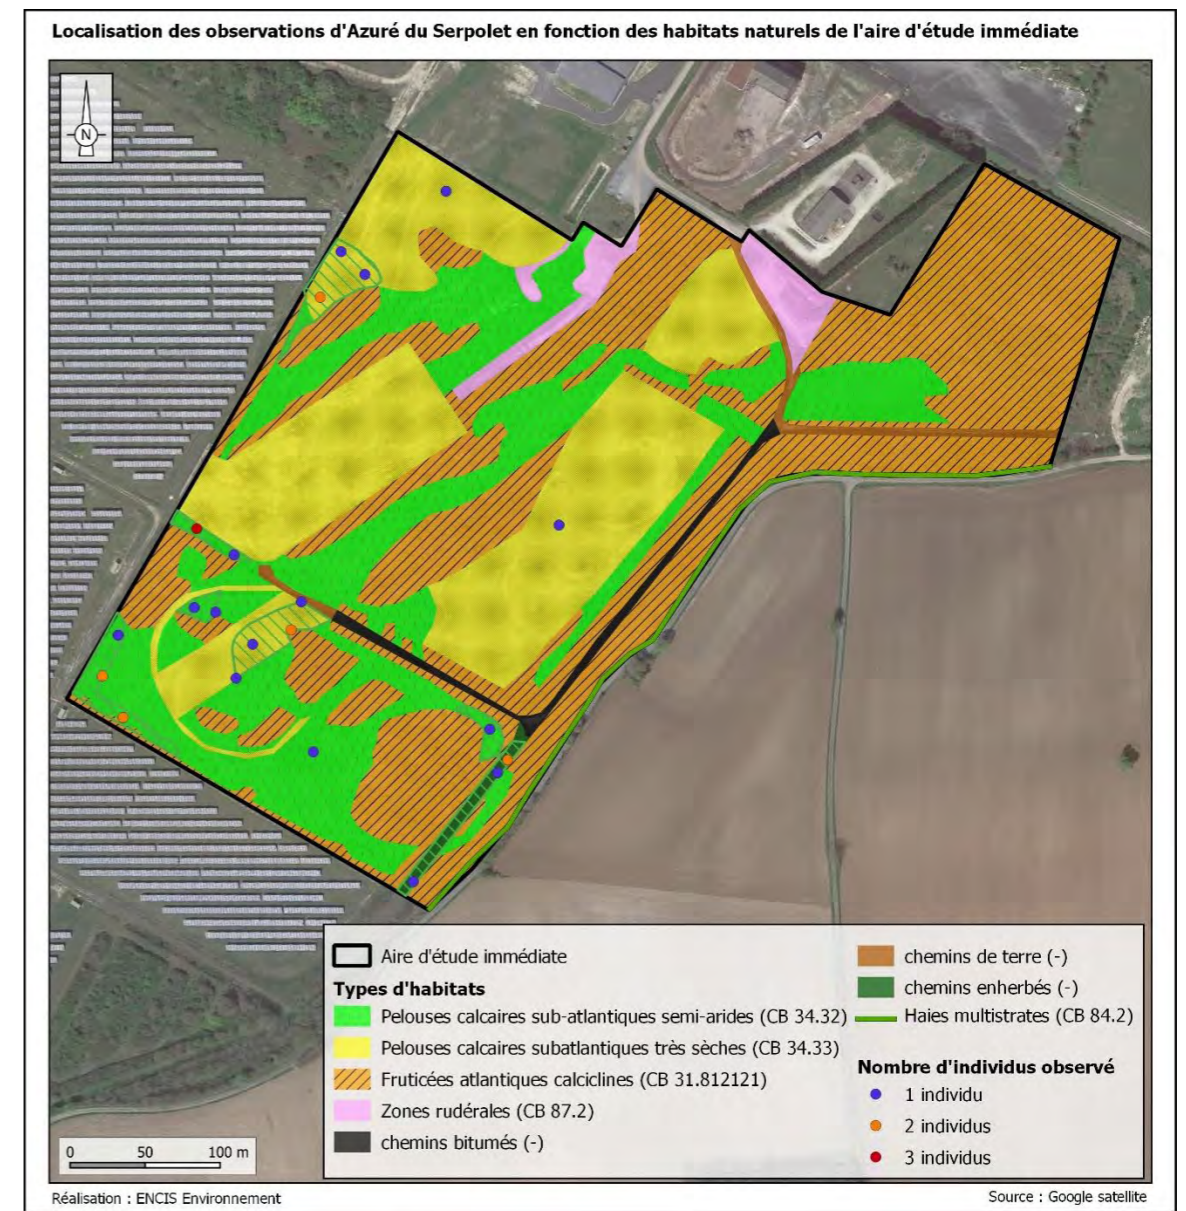 Localisation des observations d'Azuré du Serpolet en fonction des habitats naturels de l'aire d'étude immédiate
N
Aire d'étude immédiate
Types d'habitats
Pelouses calcaires sub-atlantiques semi-arides (CB 34.32)
Pelouses calcaires subatlantiques très sèches (CB 34.33)
Fruticées atlantiques calciclines (CB 31.812121)
Zones rudérales (CB 87.2)
chemins bitumés (-)
chemins de terre (-)
chemins enherbés (-)
Haies multistrates (CB 84.2)
Nombre d'individus observé
1 individu
2 individus
3 individus
0 50 100 m
Réalisation : ENCIS Environnement
Source : Google satellite